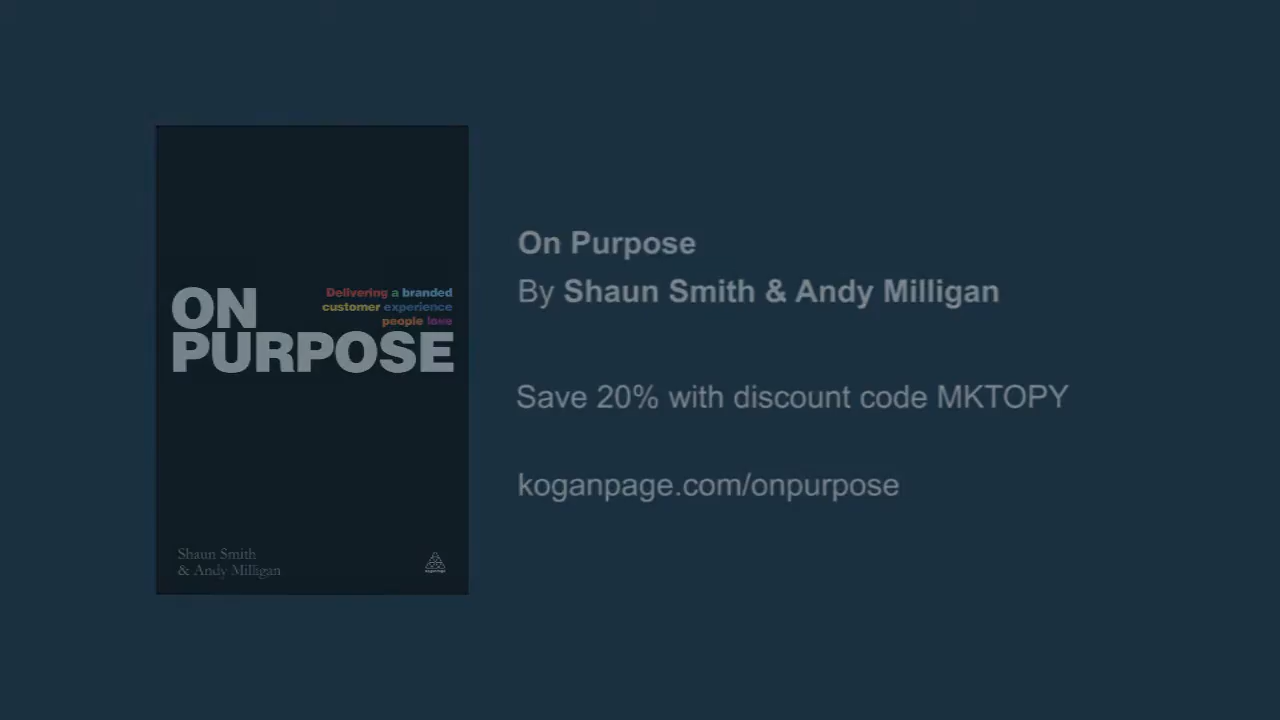 ON
PURPOSE
Delivering a branded
customer experience
people love
Shaun Smith
& Andy Milligan
On Purpose
By Shaun Smith & Andy Milligan
Save 20% with discount code MKTOPY
koganpage.com/onpurpose